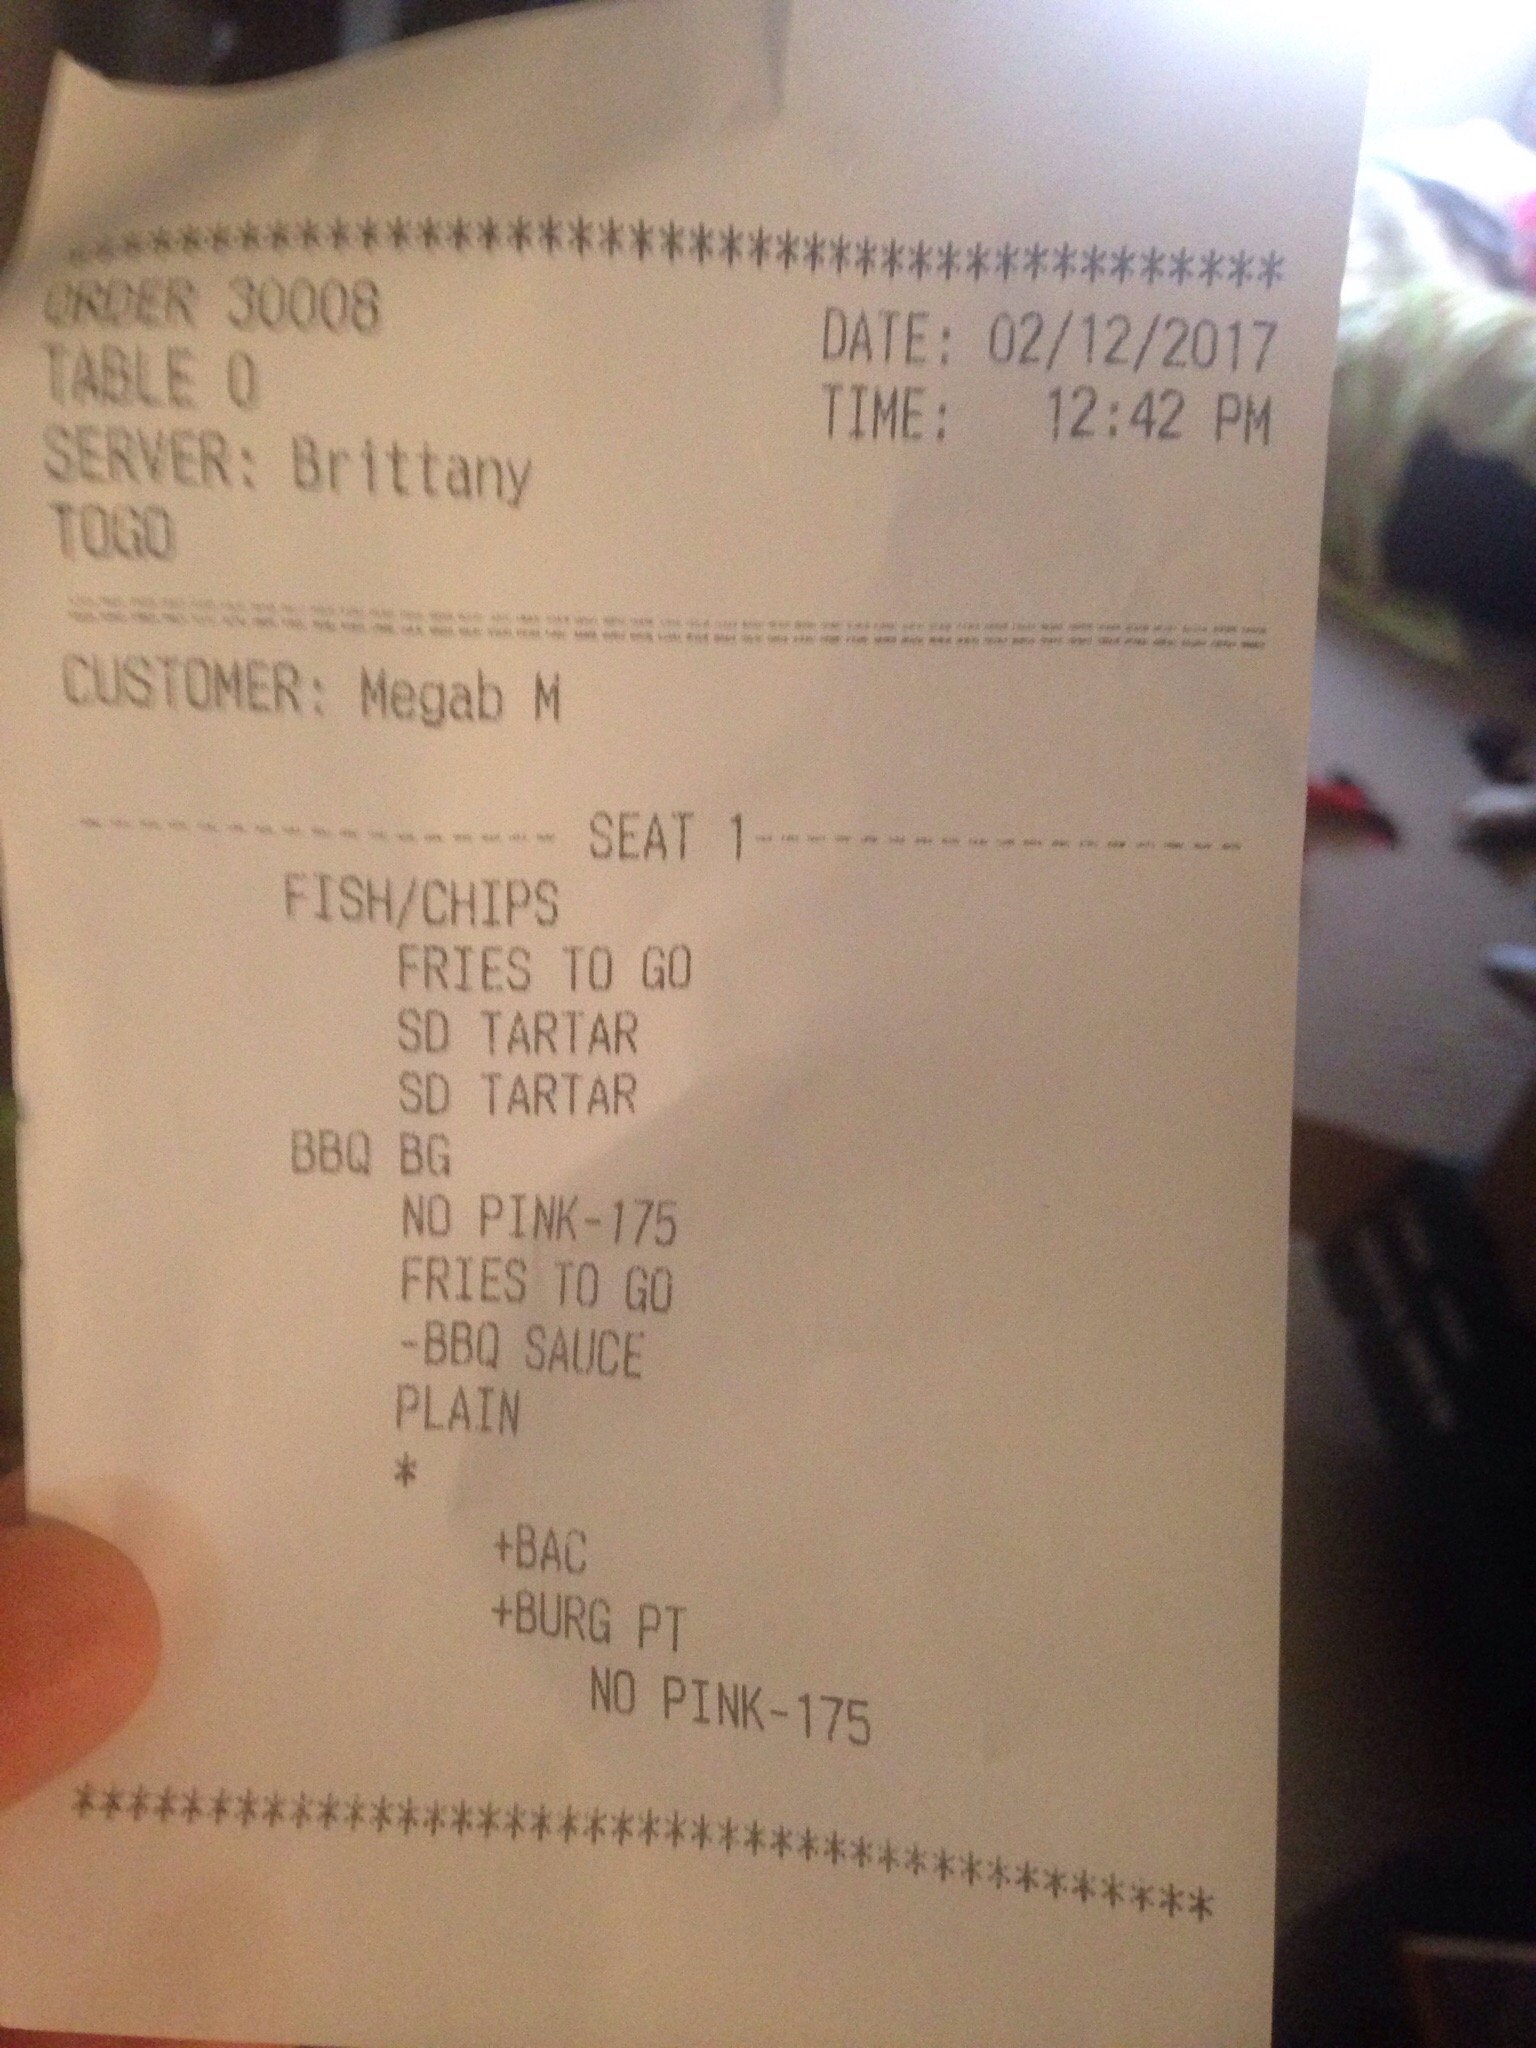 ****************************************
ORDER 30008
TABLE 0 DATE: 02/12/2017
SERVER: Brittany TIME: 12:42 PM
TOGO
CUSTOMER: Megab M
----------------- SEAT 1-----------------
FISH/CHIPS
FRIES TO GO
SD TARTAR
SD TARTAR
BBQ BG
NO PINK-175
FRIES TO GO
-BBQ SAUCE
PLAIN
*
+BAC
+BURG PT
NO PINK-175
****************************************